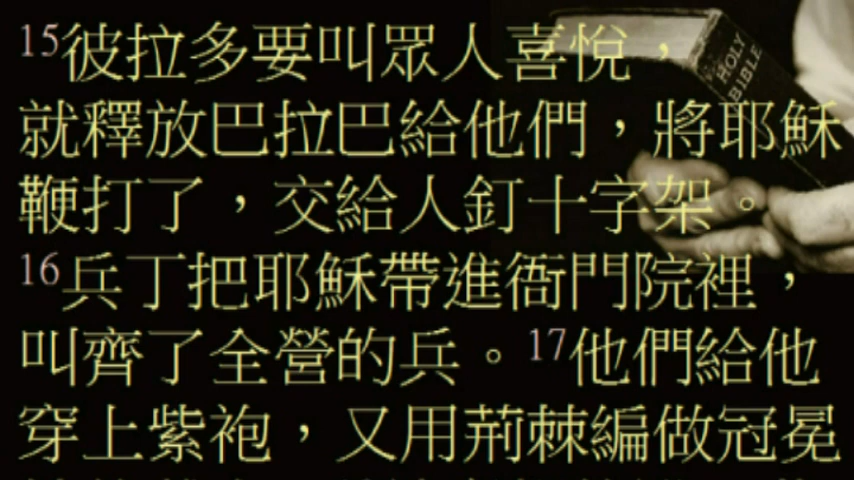 15彼拉多要叫眾人喜悅，
就釋放巴拉巴給他們，將耶穌
鞭打了，交給人釘十字架。
16兵丁把耶穌帶進衙門院裡，
叫齊了全營的兵。17他們給他
穿上紫袍，又用荊棘編做冠冕
HOLY
BIBLE